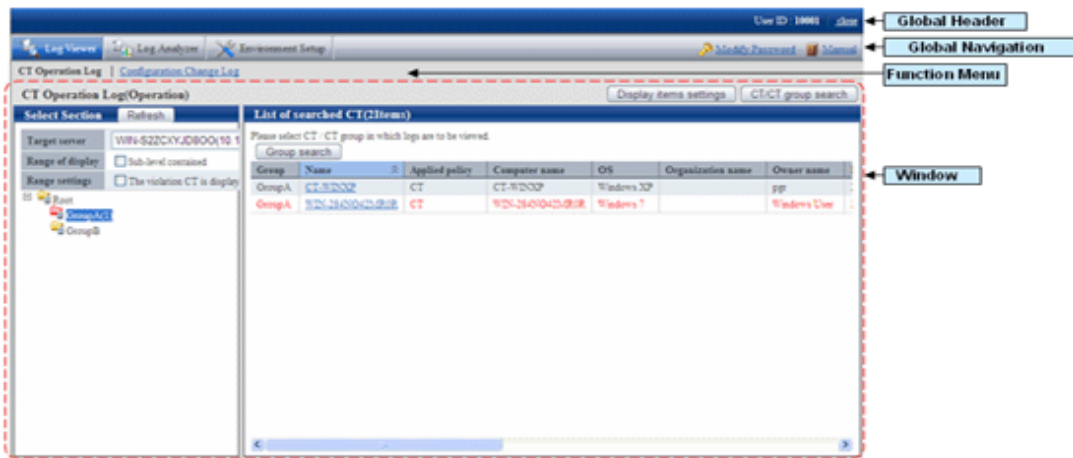 User ID : 10001 close
Global Header
Log Viewer Log Analyzer Environment Setup Modify Password Manual
Global Navigation
CT Operation Log | Configuration Change Log
Function Menu
CT Operation Log(Operation) Display items settings CT/CT group search
Select Section Refresh List of searched CT(2Items)
Target server Please select CT / CT group in which logs are to be viewed.
Group search
Range of display Sub-level contained
Group Name Applied policy Computer name OS Organization name Owner name
Window
Range settings The violation CT is display
GroupA CT-WINXP CT CT-WINXP Windows XP
Root
GroupA CT Windows 7 Windows User
GroupA(1)
GroupB